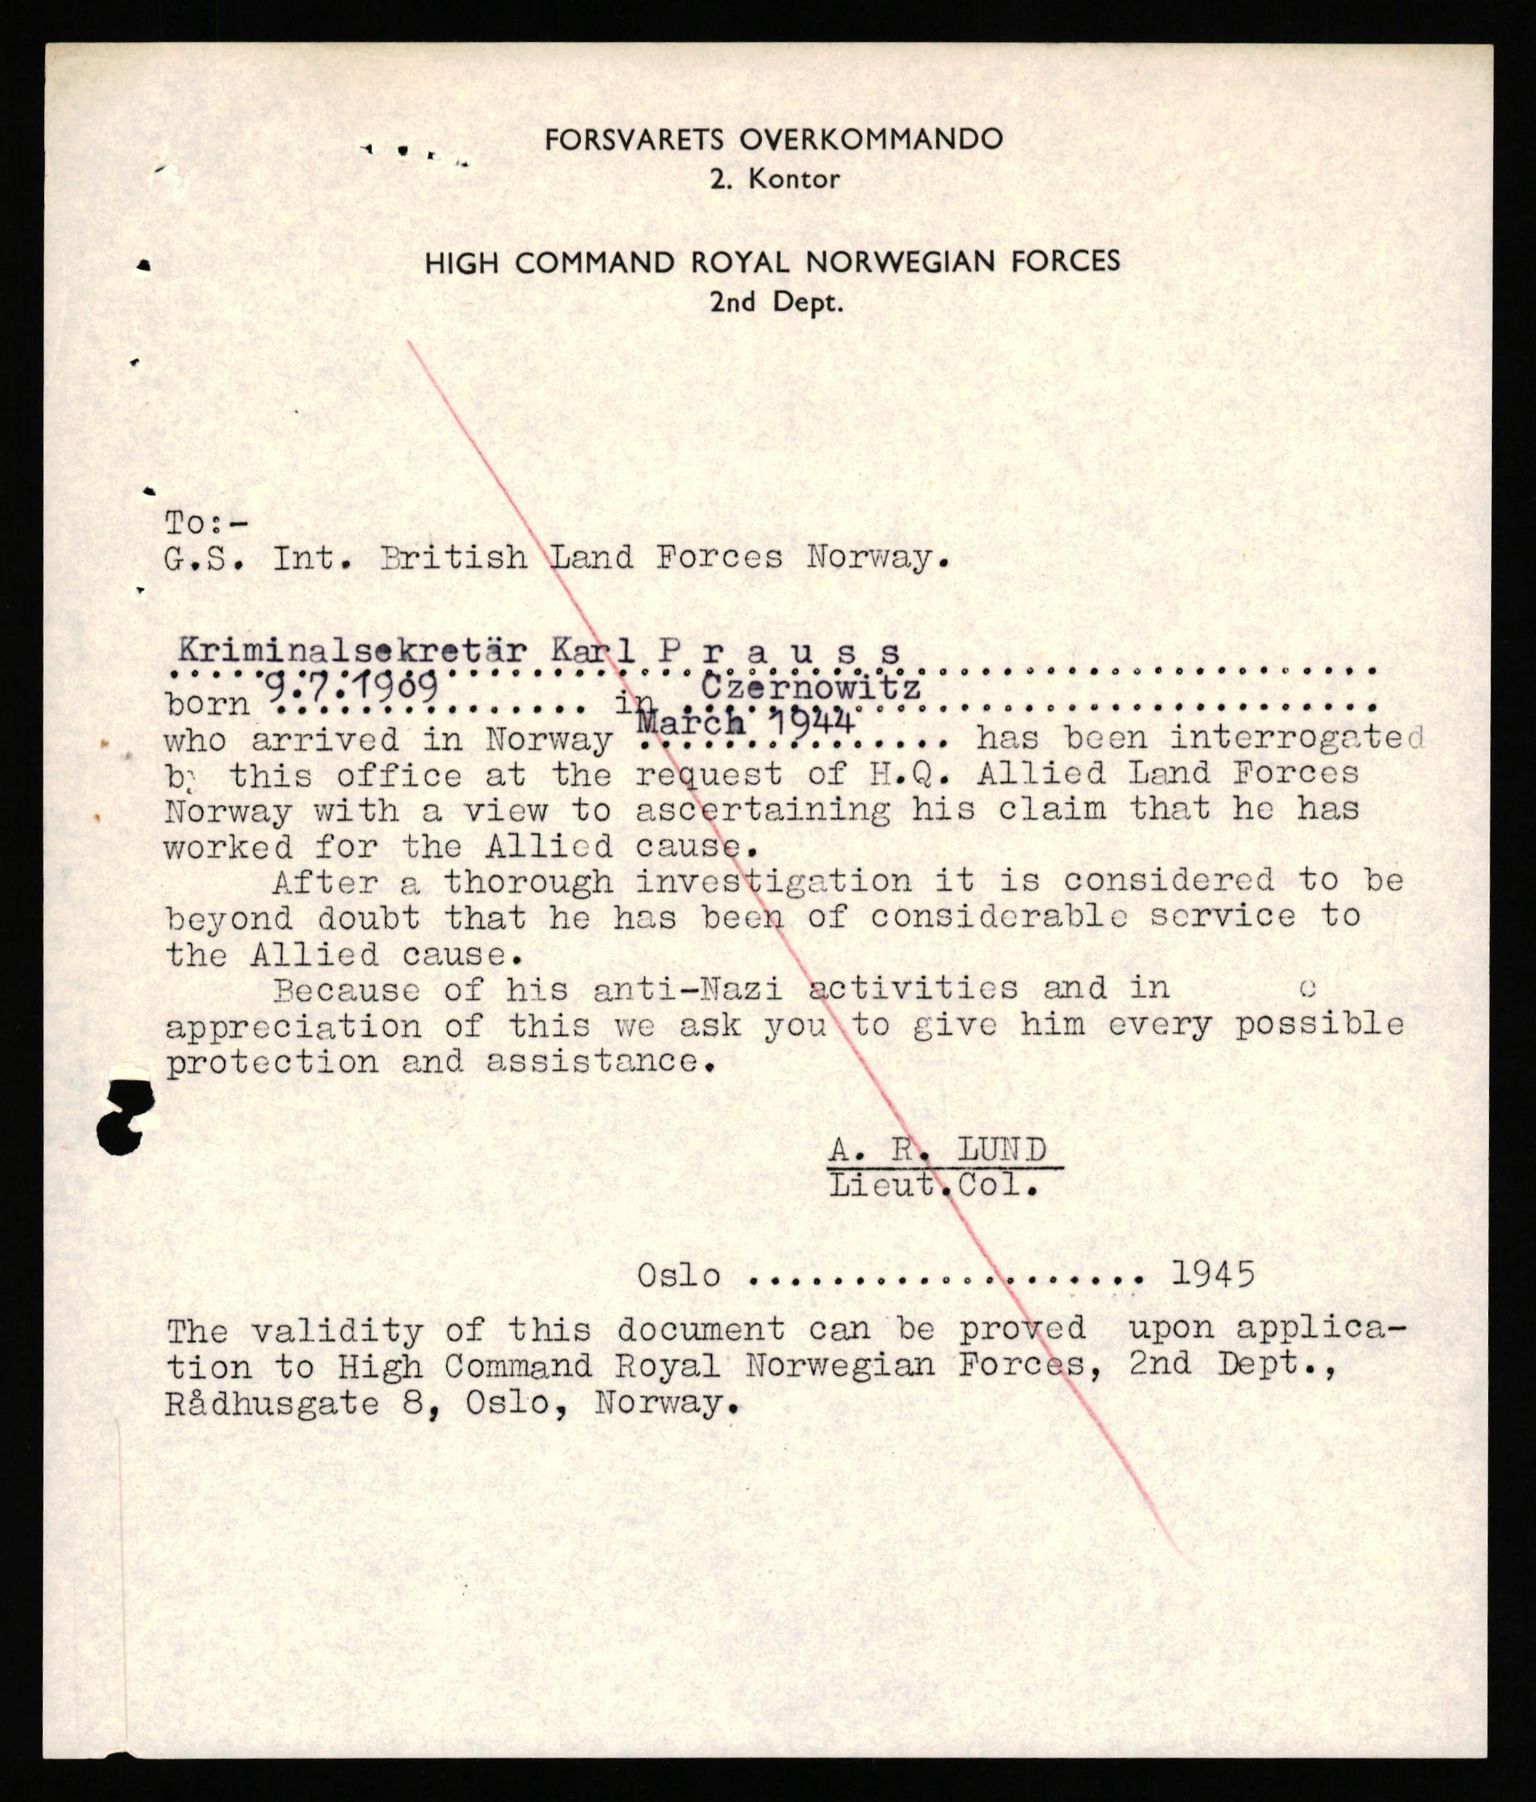 FORSVARETS OVERKOMMANDO
2. Kontor
HIGH COMMAND ROYAL NORWEGIAN FORCES
2nd Dept.
To:-
G.S. Int. British Land Forces Norway.
Kriminalsekretär Karl P r a u s s
born 9.7.1909 in Czernowitz
who arrived in Norway March 1944 has been interrogated
by this office at the request of H.Q. Allied Land Forces
Norway with a view to ascertaining his claim that he has
worked for the Allied cause.
After a thorough investigation it is considered to be
beyond doubt that he has been of considerable service to
the Allied cause.
Because of his anti-Nazi activities and in
appreciation of this we ask you to give him every possible
protection and assistance.
A. R. LUND
Lieut.Col.
Oslo ................... 1945
The validity of this document can be proved upon applica-
tion to High Command Royal Norwegian Forces, 2nd Dept.,
Rådhusgate 8, Oslo, Norway.